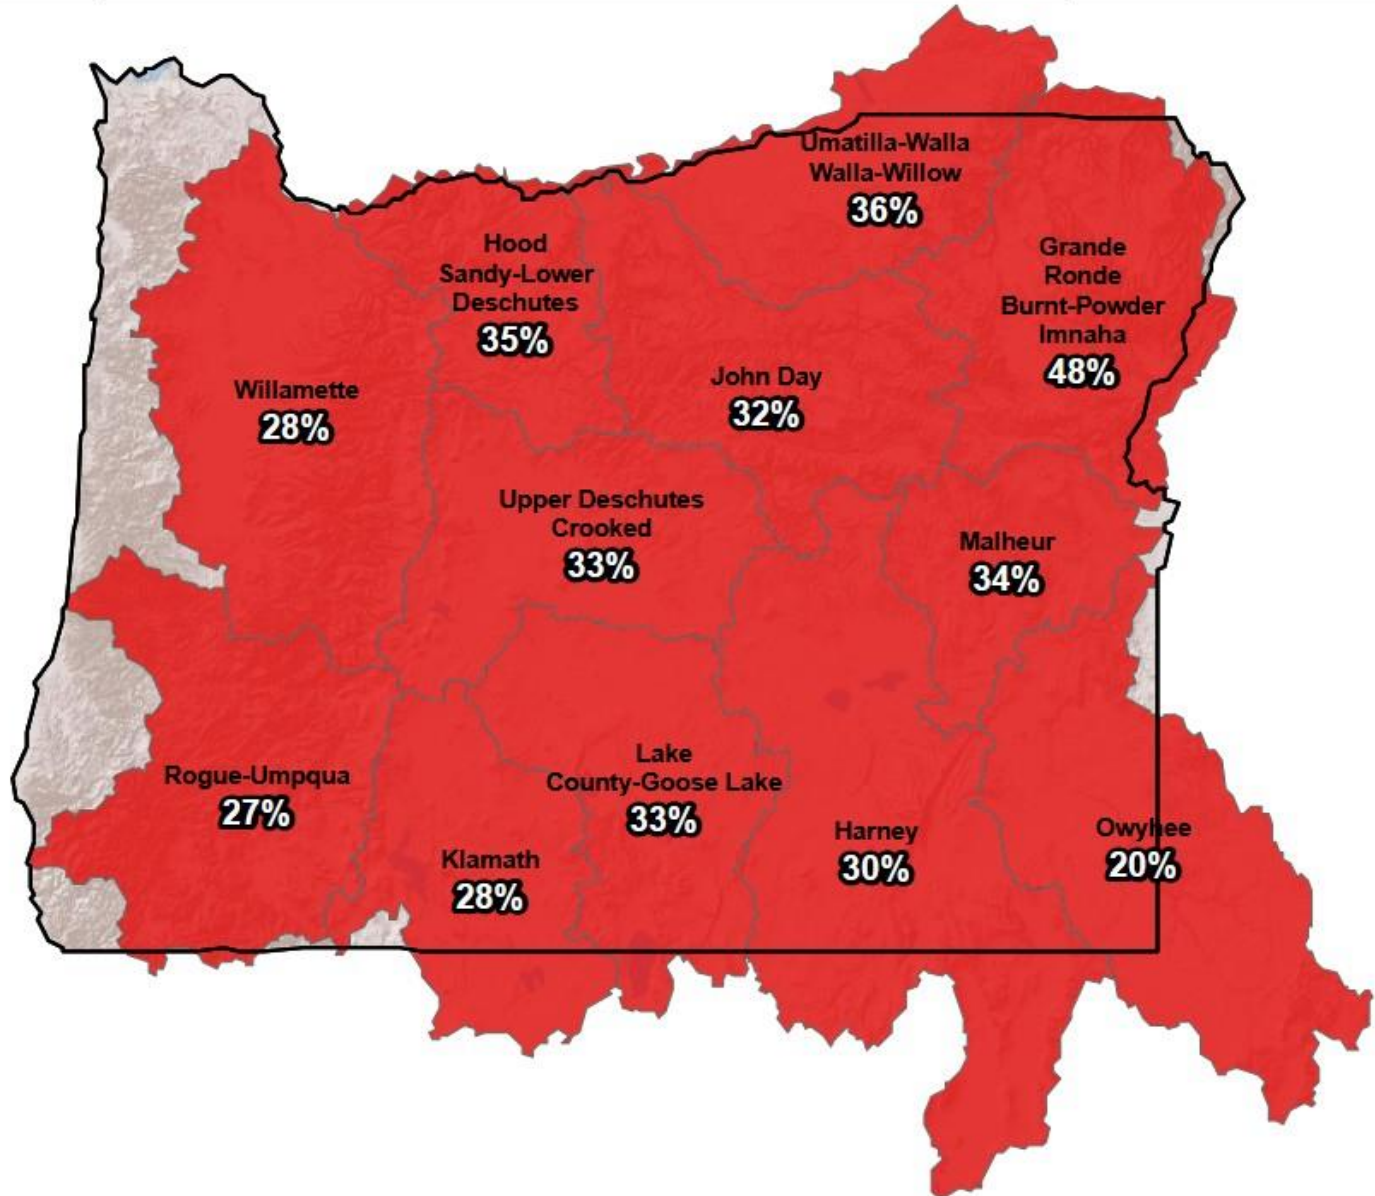 Umatilla-Walla
Walla-Willow
36%
Hood
Sandy-Lower
Deschutes
35%
Grande
Ronde
Burnt-Powder
Imnaha
48%
Willamette
28%
John Day
32%
Upper Deschutes
Crooked
33%
Malheur
34%
Rogue-Umpqua
27%
Lake
County-Goose Lake
33%
Klamath
28%
Harney
30%
Owyhee
20%